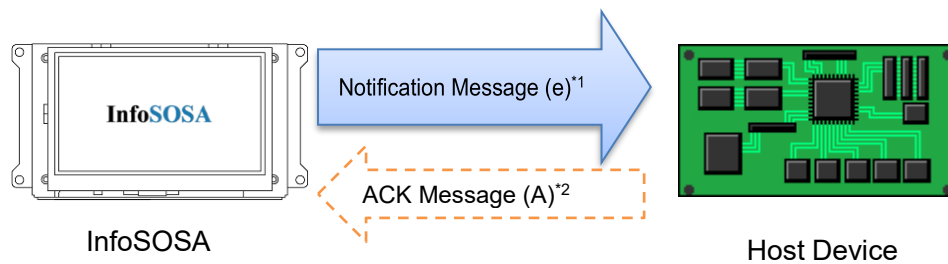 Notification Message (e)*1
InfoSOSA
ACK Message (A)*2
InfoSOSA
Host Device